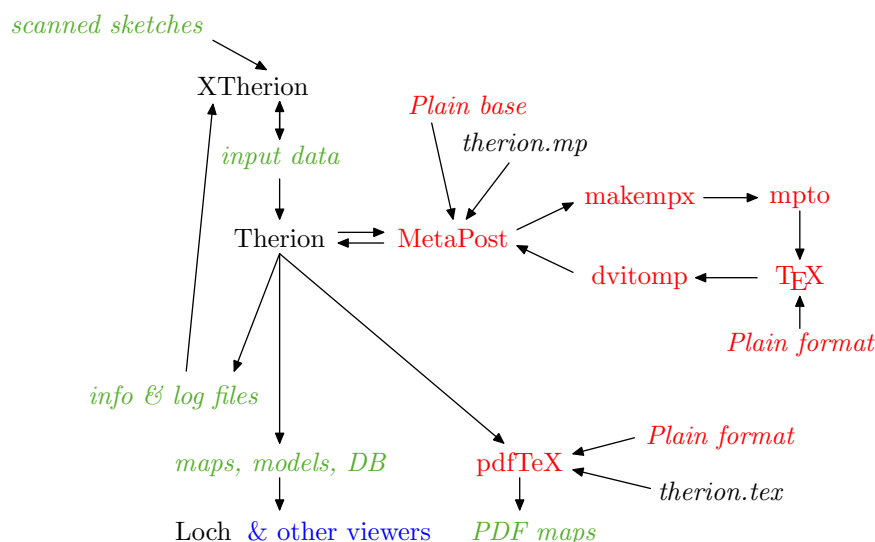 scanned sketches
XTherion
Plain base
therion.mp
input data
makempx
mpto
Therion
MetaPost
dvitomp
TEX
Plain format
info & log files
Plain format
maps, models, DB
pdfTeX
therion.tex
Loch & other viewers
PDF maps